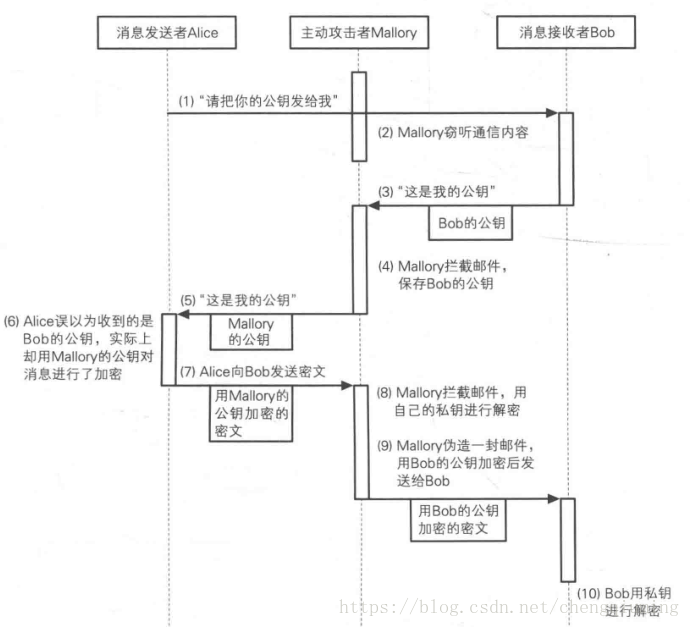 消息发送者Alice
主动攻击者Mallory
消息接收者Bob
(1) “请把你的公钥发给我”
(2) Mallory窃听通信内容
(3) “这是我的公钥”
Bob的公钥
(4) Mallory拦截邮件，
保存Bob的公钥
(5) “这是我的公钥”
Mallory
的公钥
(6) Alice误以为收到的是
Bob的公钥，实际上
却用Mallory的公钥对
消息进行了加密
(7) Alice向Bob发送密文
用Mallory的
公钥加密的
密文
(8) Mallory拦截邮件，用
自己的私钥进行解密
(9) Mallory伪造一封邮件，
用Bob的公钥加密后发
送给Bob
用Bob的公钥
加密的密文
(10) Bob用私钥
进行解密